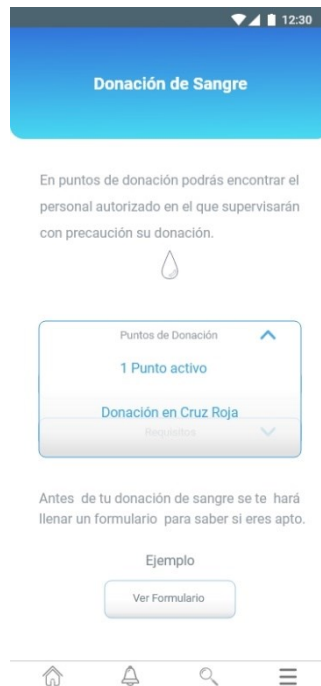 12:30
Donación de Sangre
En puntos de donación podrás encontrar el
personal autorizado en el que supervisarán
con precaución su donación.
Puntos de Donación
1 Punto activo
Donación en Cruz Roja
Requisitos
Antes de tu donación de sangre se te hará
llenar un formulario para saber si eres apto.
Ejemplo
Ver Formulario